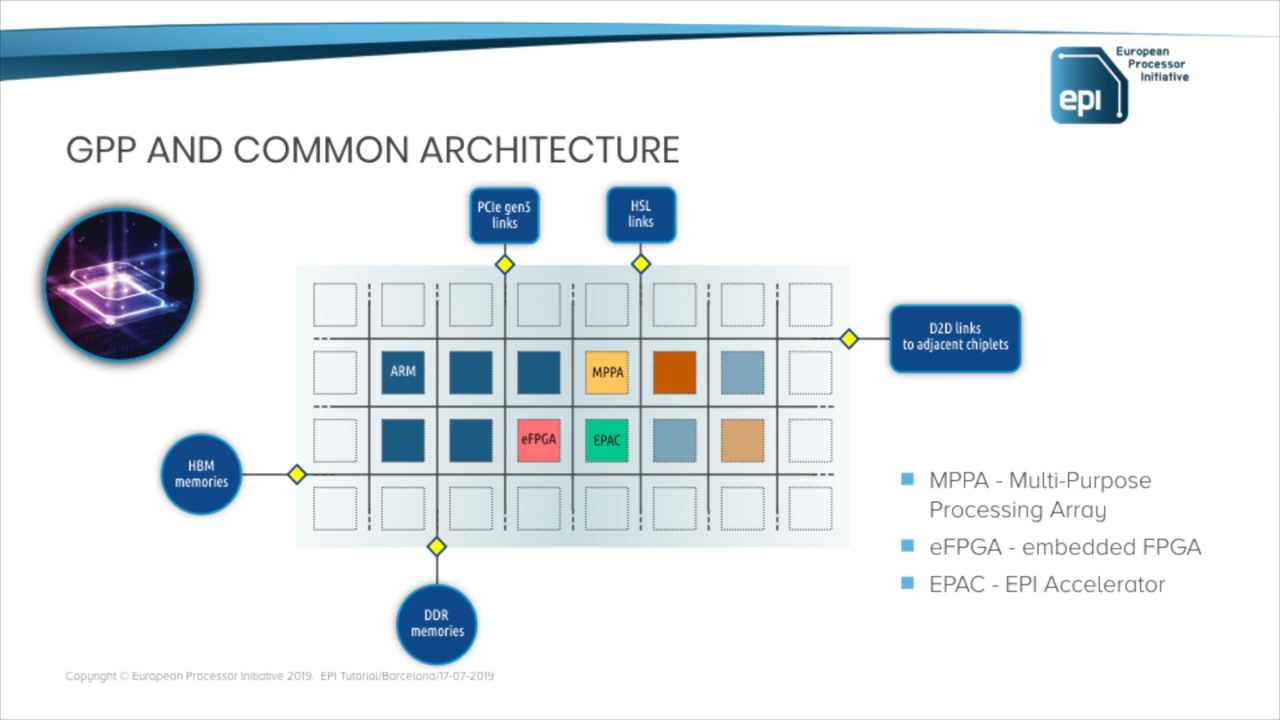 European
Processor
Initiative
epi
GPP AND COMMON ARCHITECTURE
PCIe gen5
links
HSL
links
D2D links
to adjacent chiplets
ARM
MPPA
eFPGA
EPAC
HBM
memories
DDR
memories
MPPA - Multi-Purpose
Processing Array
eFPGA - embedded FPGA
EPAC - EPI Accelerator
Copyright © European Processor Initiative 2019. EPI Tutorial/Barcelona/17-07-2019